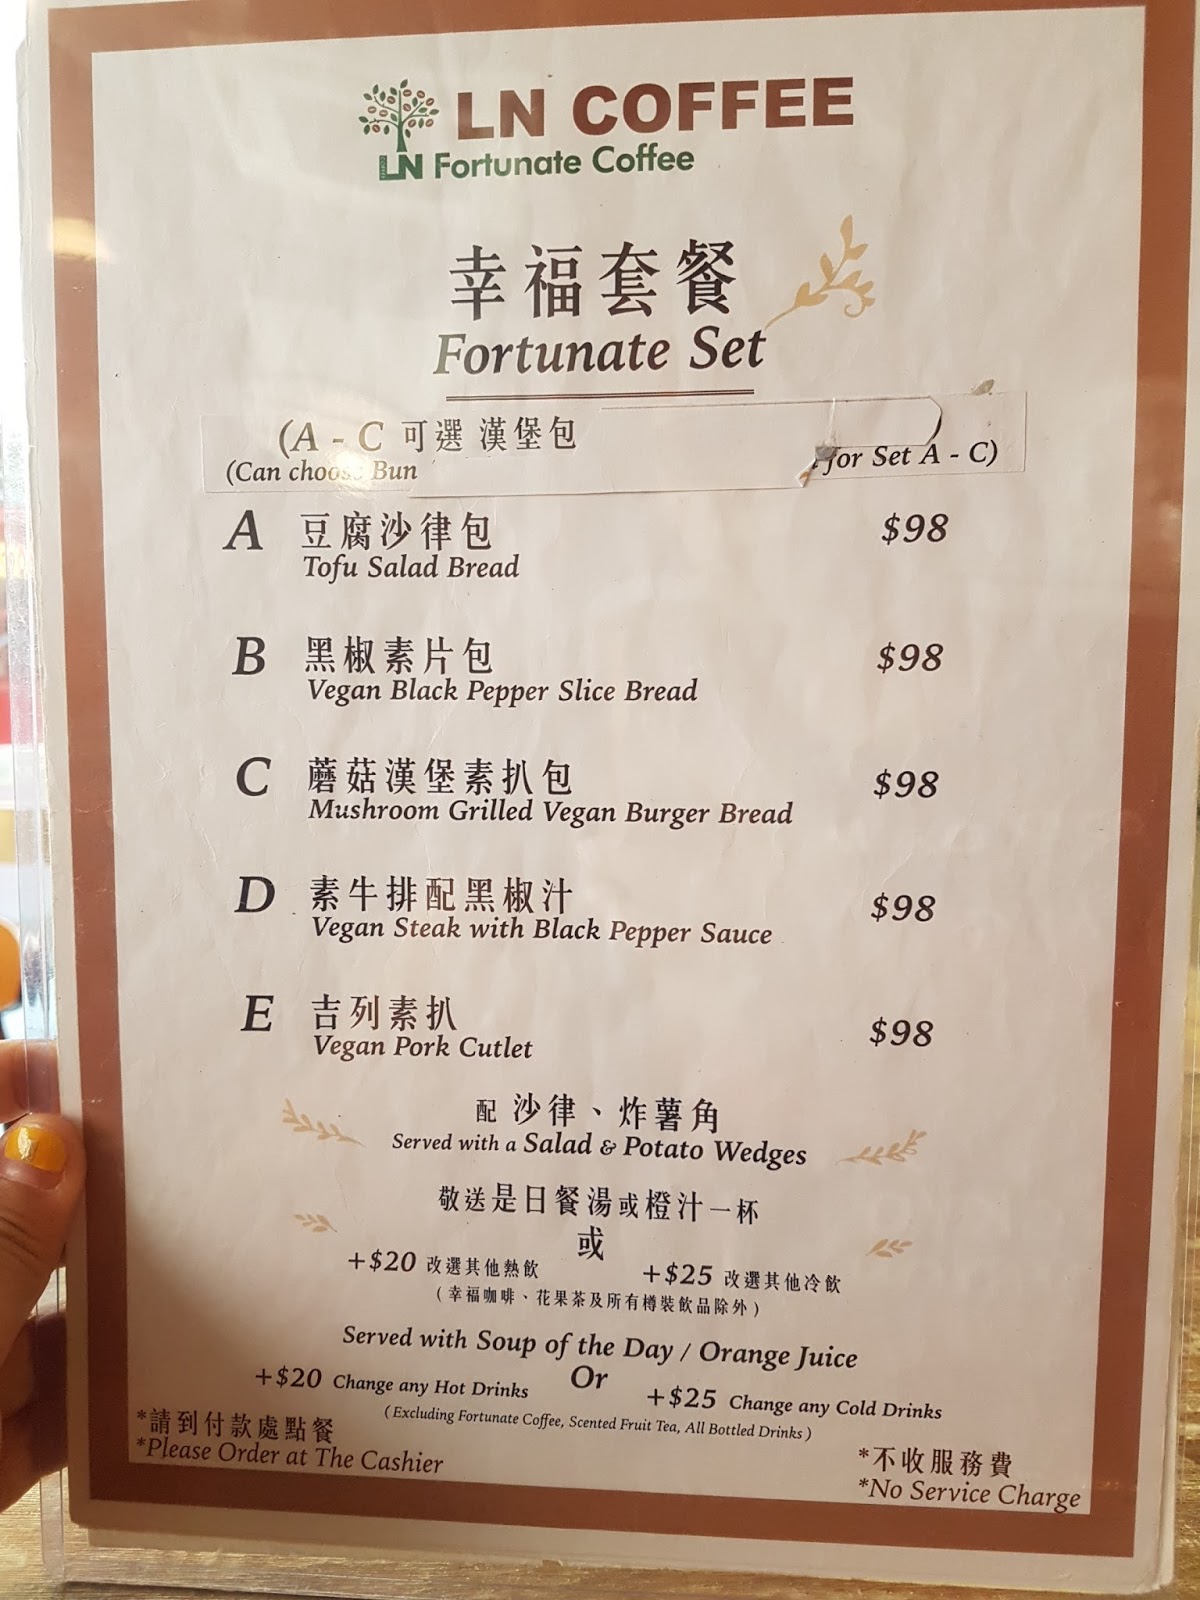 LN COFFEE
LN Fortunate Coffee
幸福套餐
Fortunate Set
(A - C 可選 漢堡包 )
(Can choose Bun for Set A - C)
A 豆腐沙律包 $98
Tofu Salad Bread
B 黑椒素片包 $98
Vegan Black Pepper Slice Bread
C 蘑菇漢堡素扒包 $98
Mushroom Grilled Vegan Burger Bread
D 素牛排配黑椒汁 $98
Vegan Steak with Black Pepper Sauce
E 吉列素扒 $98
Vegan Pork Cutlet
配 沙律、炸薯角
Served with a Salad & Potato Wedges
敬送是日餐湯或橙汁一杯
或
+$20 改選其他熱飲 +$25 改選其他冷飲
(幸福咖啡、花果茶及所有樽裝飲品除外)
Served with Soup of the Day / Orange Juice
Or
+$20 Change any Hot Drinks +$25 Change any Cold Drinks
(Excluding Fortunate Coffee, Scented Fruit Tea, All Bottled Drinks)
*請到付款處點餐
*Please Order at The Cashier
*不收服務費
*No Service Charge